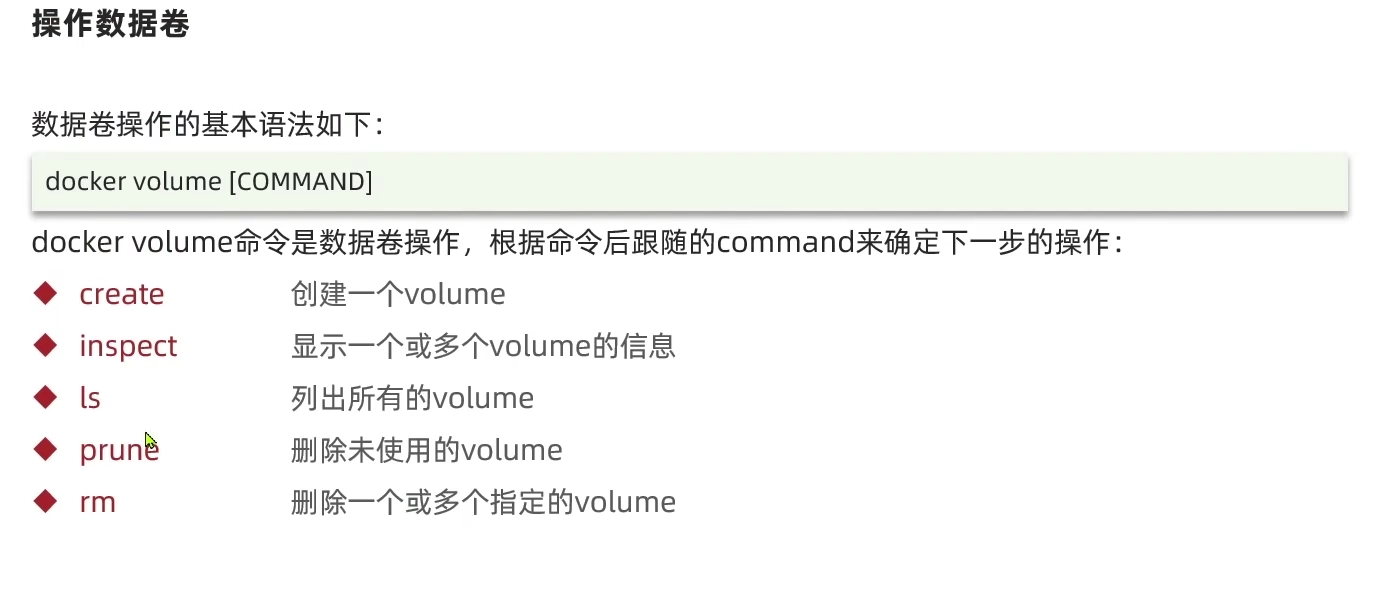 操作数据卷
数据卷操作的基本语法如下：
docker volume [COMMAND]
docker volume命令是数据卷操作，根据命令后跟随的command来确定下一步的操作：
create 创建一个volume
inspect 显示一个或多个volume的信息
ls 列出所有的volume
prune 删除未使用的volume
rm 删除一个或多个指定的volume